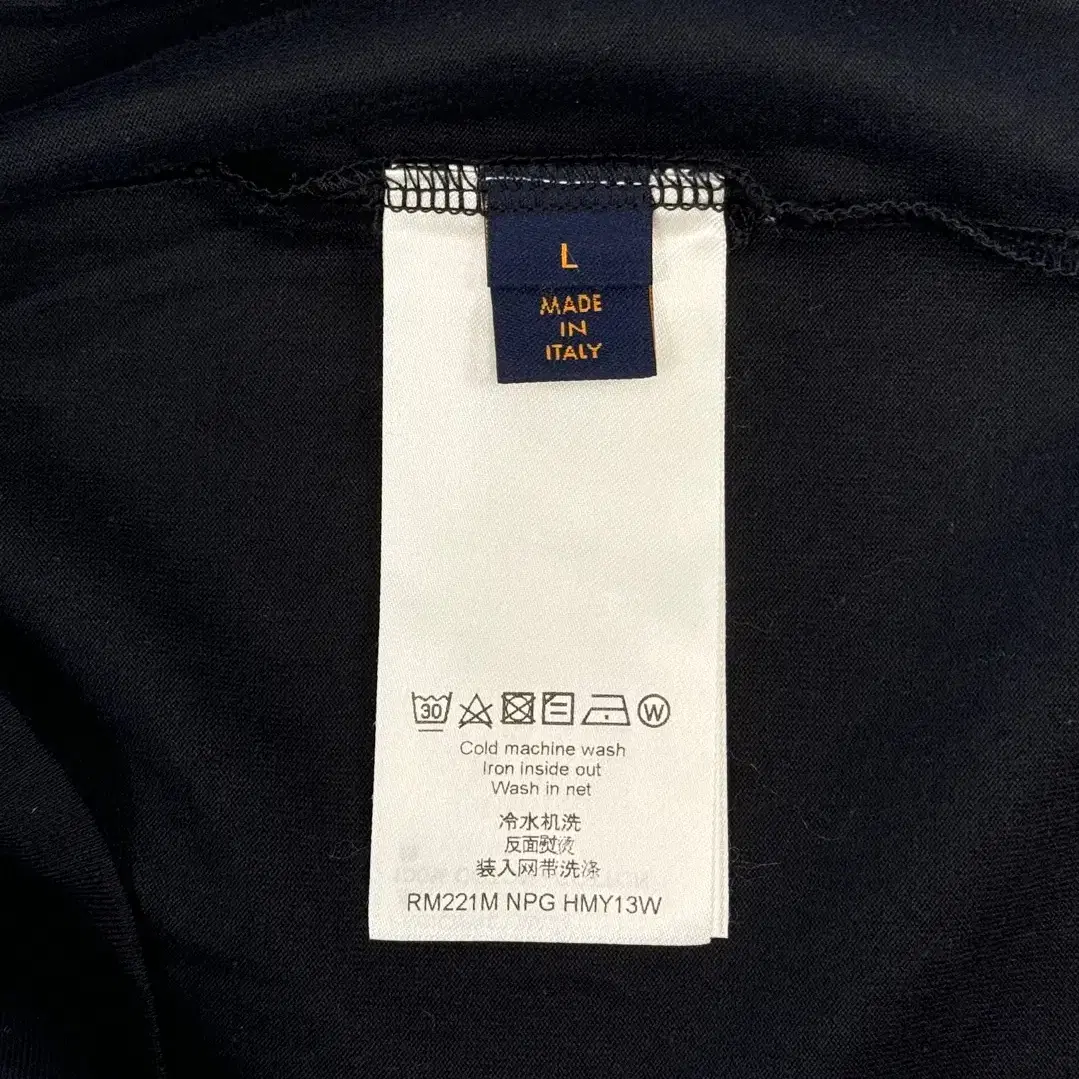 L
MADE
IN
ITALY
30 W
Cold machine wash
Iron inside out
Wash in net
冷水机洗
反面熨烫
装入网带洗涤
RM221M NPG HMY13W